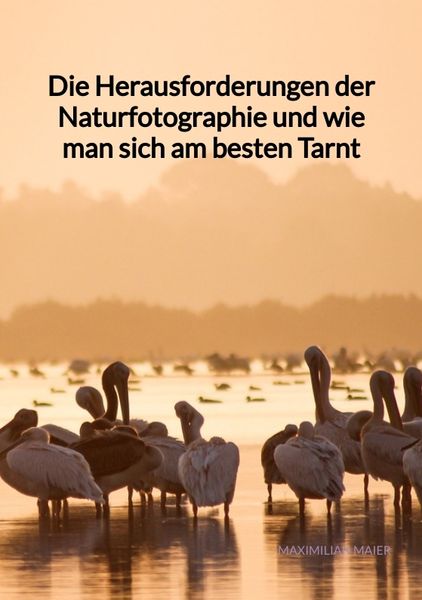 Die Herausforderungen der
Naturfotographie und wie
man sich am besten Tarnt
MAXIMILIAN MAIER